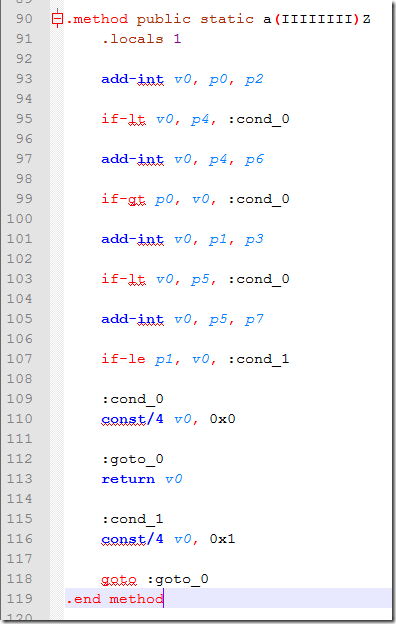 90 .method public static a(IIIIIIII)Z
91 .locals 1
92
93 add-int v0, p0, p2
94
95 if-lt v0, p4, :cond_0
96
97 add-int v0, p4, p6
98
99 if-gt p0, v0, :cond_0
100
101 add-int v0, p1, p3
102
103 if-lt v0, p5, :cond_0
104
105 add-int v0, p5, p7
106
107 if-le p1, v0, :cond_1
108
109 :cond_0
110 const/4 v0, 0x0
111
112 :goto_0
113 return v0
114
115 :cond_1
116 const/4 v0, 0x1
117
118 goto :goto_0
119 .end method